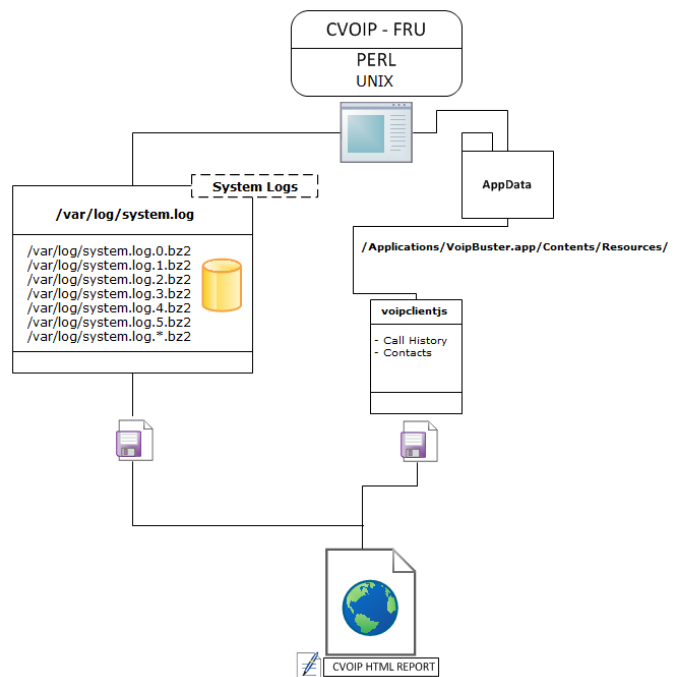 CVOIP - FRU
PERL
UNIX
System Logs
/var/log/system.log
/var/log/system.log.0.bz2
/var/log/system.log.1.bz2
/var/log/system.log.2.bz2
/var/log/system.log.3.bz2
/var/log/system.log.4.bz2
/var/log/system.log.5.bz2
/var/log/system.log.*.bz2
AppData
/Applications/VoipBuster.app/Contents/Resources/
voipclientjs
- Call History
- Contacts
CVOIP HTML REPORT